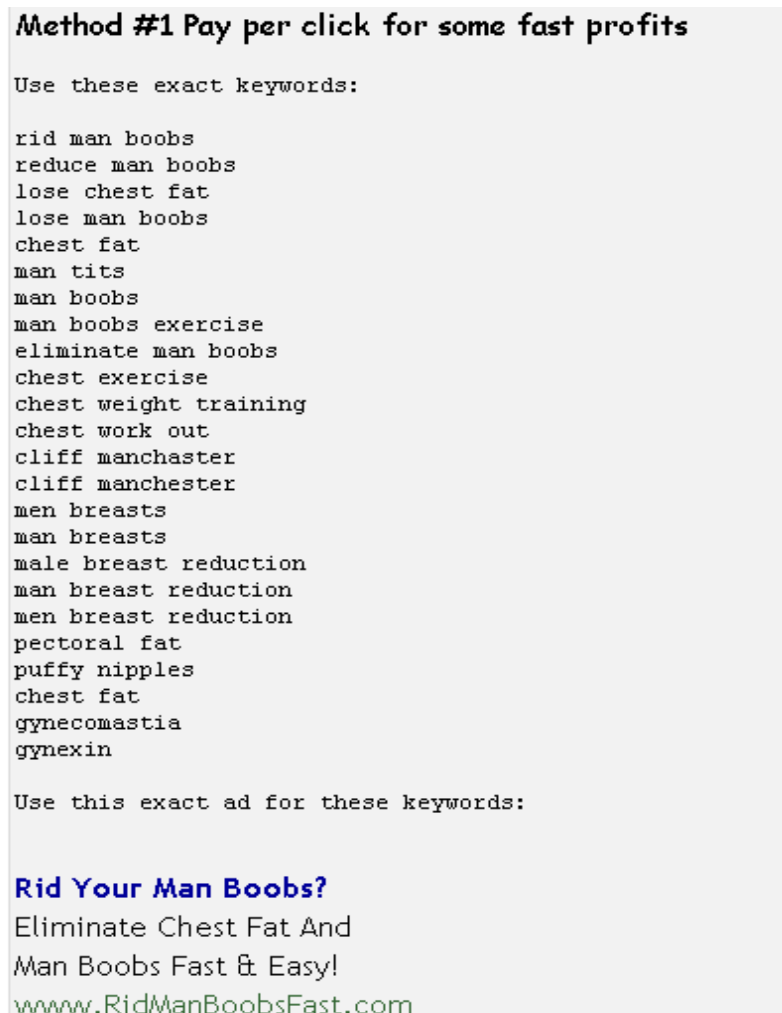 Method #1 Pay per click for some fast profits
Use these exact keywords:
rid man boobs
reduce man boobs
lose chest fat
lose man boobs
chest fat
man tits
man boobs
man boobs exercise
eliminate man boobs
chest exercise
chest weight training
chest work out
cliff manchaster
cliff manchester
men breasts
man breasts
male breast reduction
man breast reduction
men breast reduction
pectoral fat
puffy nipples
chest fat
gynecomastia
gynexin
Use this exact ad for these keywords:
Rid Your Man Boobs?
Eliminate Chest Fat And
Man Boobs Fast & Easy!
www.RidManBoobsFast.com